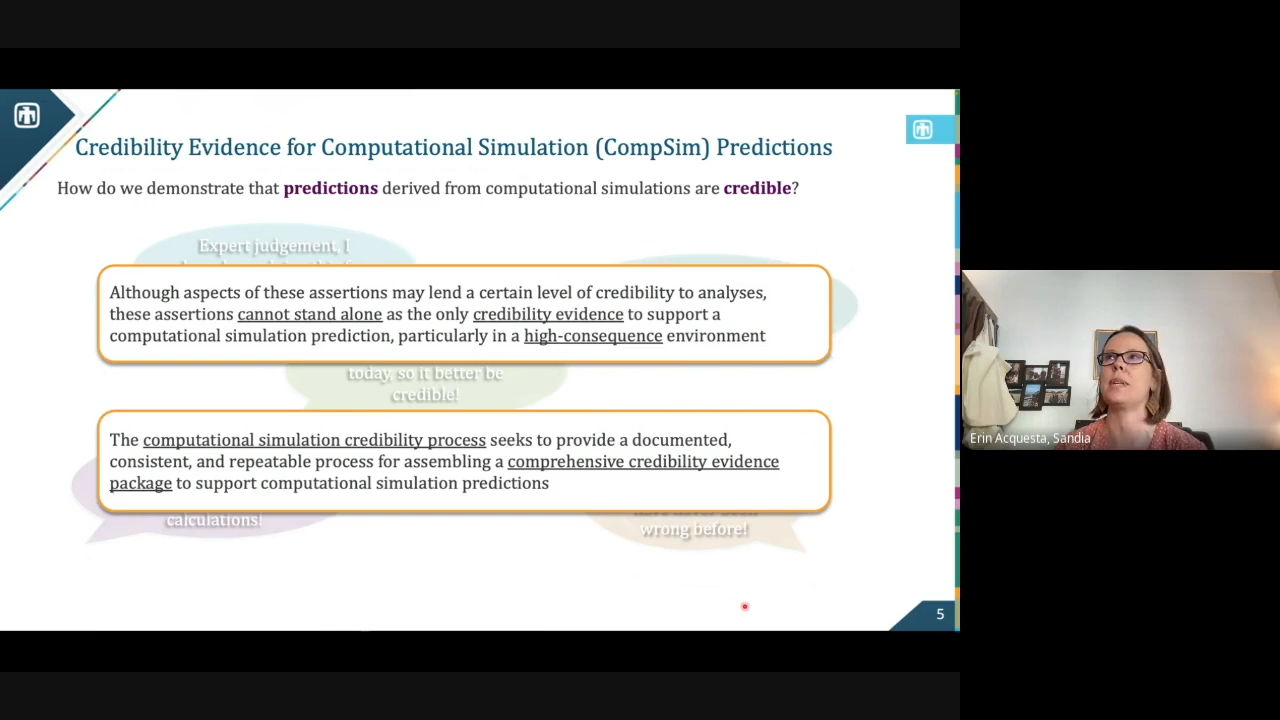 Credibility Evidence for Computational Simulation (CompSim) Predictions
How do we demonstrate that predictions derived from computational simulations are credible?
Expert judgement, I
Although aspects of these assertions may lend a certain level of credibility to analyses,
these assertions cannot stand alone as the only credibility evidence to support a
computational simulation prediction, particularly in a high-consequence environment
today, so it better be
credible!
The computational simulation credibility process seeks to provide a documented,
consistent, and repeatable process for assembling a comprehensive credibility evidence
package to support computational simulation predictions
calculations!
wrong before!
5
Erin Acquesta, Sandia